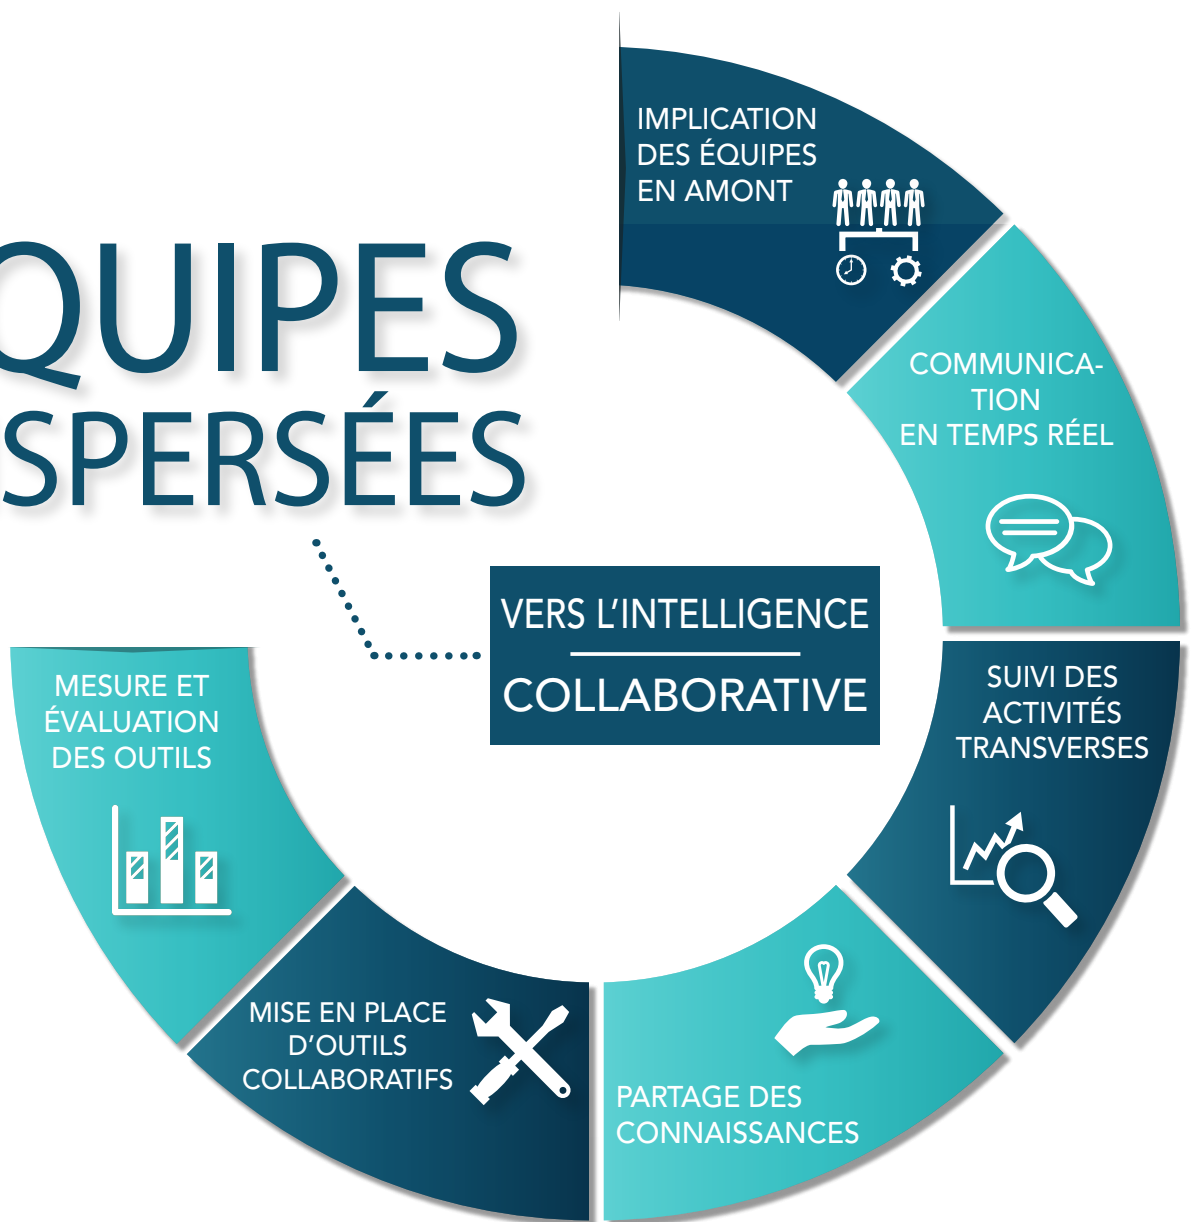 QUIPES
SPERSÉES
VERS L'INTELLIGENCE
COLLABORATIVE
IMPLICATION
DES ÉQUIPES
EN AMONT
COMMUNICA-
TION
EN TEMPS RÉEL
SUIVI DES
ACTIVITÉS
TRANSVERSES
PARTAGE DES
CONNAISSANCES
MISE EN PLACE
D'OUTILS
COLLABORATIFS
MESURE ET
ÉVALUATION
DES OUTILS